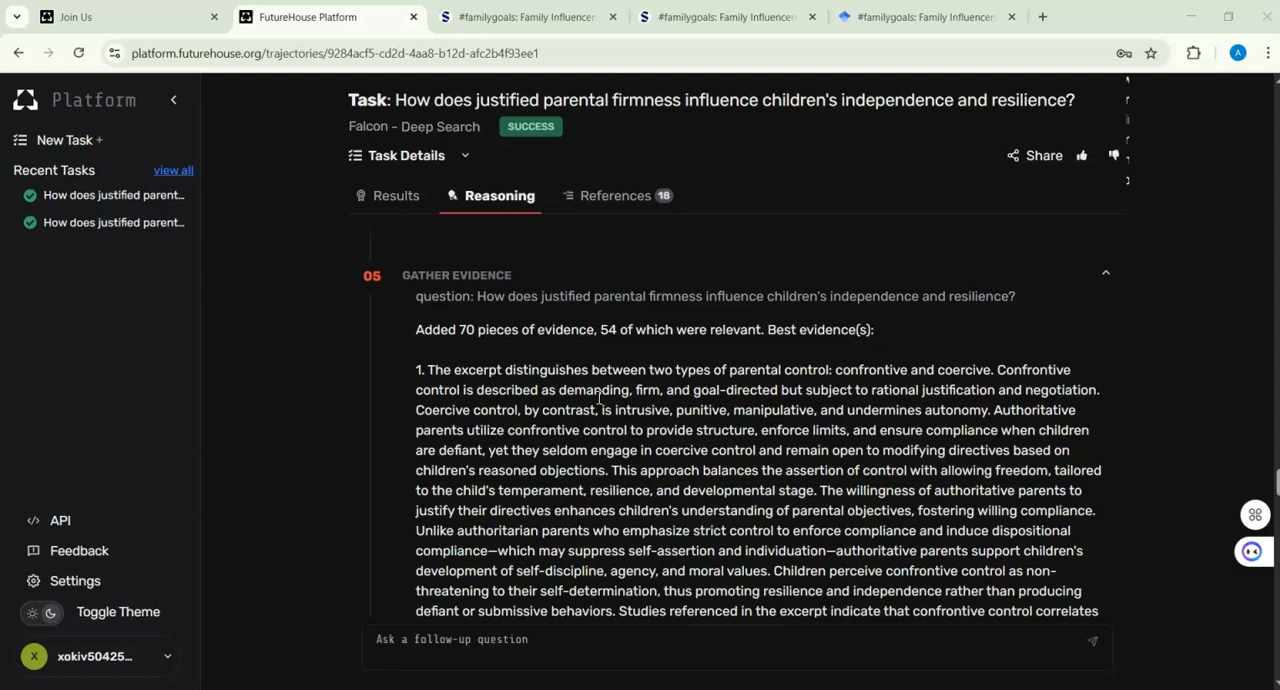 Join Us
FutureHouse Platform
#familygoals: Family Influencer
#familygoals: Family Influencer
#familygoals: Family Influencer
platform.futurehouse.org/trajectories/9284acf5-cd2d-4aa8-b12d-afc2b4f93ee1
A
Platform
New Task +
Recent Tasks view all
How does justified parent...
How does justified parent...
API
Feedback
Settings
Toggle Theme
X xokiv50425...
Task: How does justified parental firmness influence children's independence and resilience?
Falcon - Deep Search SUCCESS
Task Details
Share
Results Reasoning References 18
05 GATHER EVIDENCE
question: How does justified parental firmness influence children's independence and resilience?
Added 70 pieces of evidence, 54 of which were relevant. Best evidence(s):
1. The excerpt distinguishes between two types of parental control: confrontive and coercive. Confrontive
control is described as demanding, firm, and goal-directed but subject to rational justification and negotiation.
Coercive control, by contrast, is intrusive, punitive, manipulative, and undermines autonomy. Authoritative
parents utilize confrontive control to provide structure, enforce limits, and ensure compliance when children
are defiant, yet they seldom engage in coercive control and remain open to modifying directives based on
children's reasoned objections. This approach balances the assertion of control with allowing freedom, tailored
to the child's temperament, resilience, and developmental stage. The willingness of authoritative parents to
justify their directives enhances children's understanding of parental objectives, fostering willing compliance.
Unlike authoritarian parents who emphasize strict control to enforce compliance and induce dispositional
compliance—which may suppress self-assertion and individuation—authoritative parents support children's
development of self-discipline, agency, and moral values. Children perceive confrontive control as non-
threatening to their self-determination, thus promoting resilience and independence rather than producing
defiant or submissive behaviors. Studies referenced in the excerpt indicate that confrontive control correlates
Ask a follow-up question